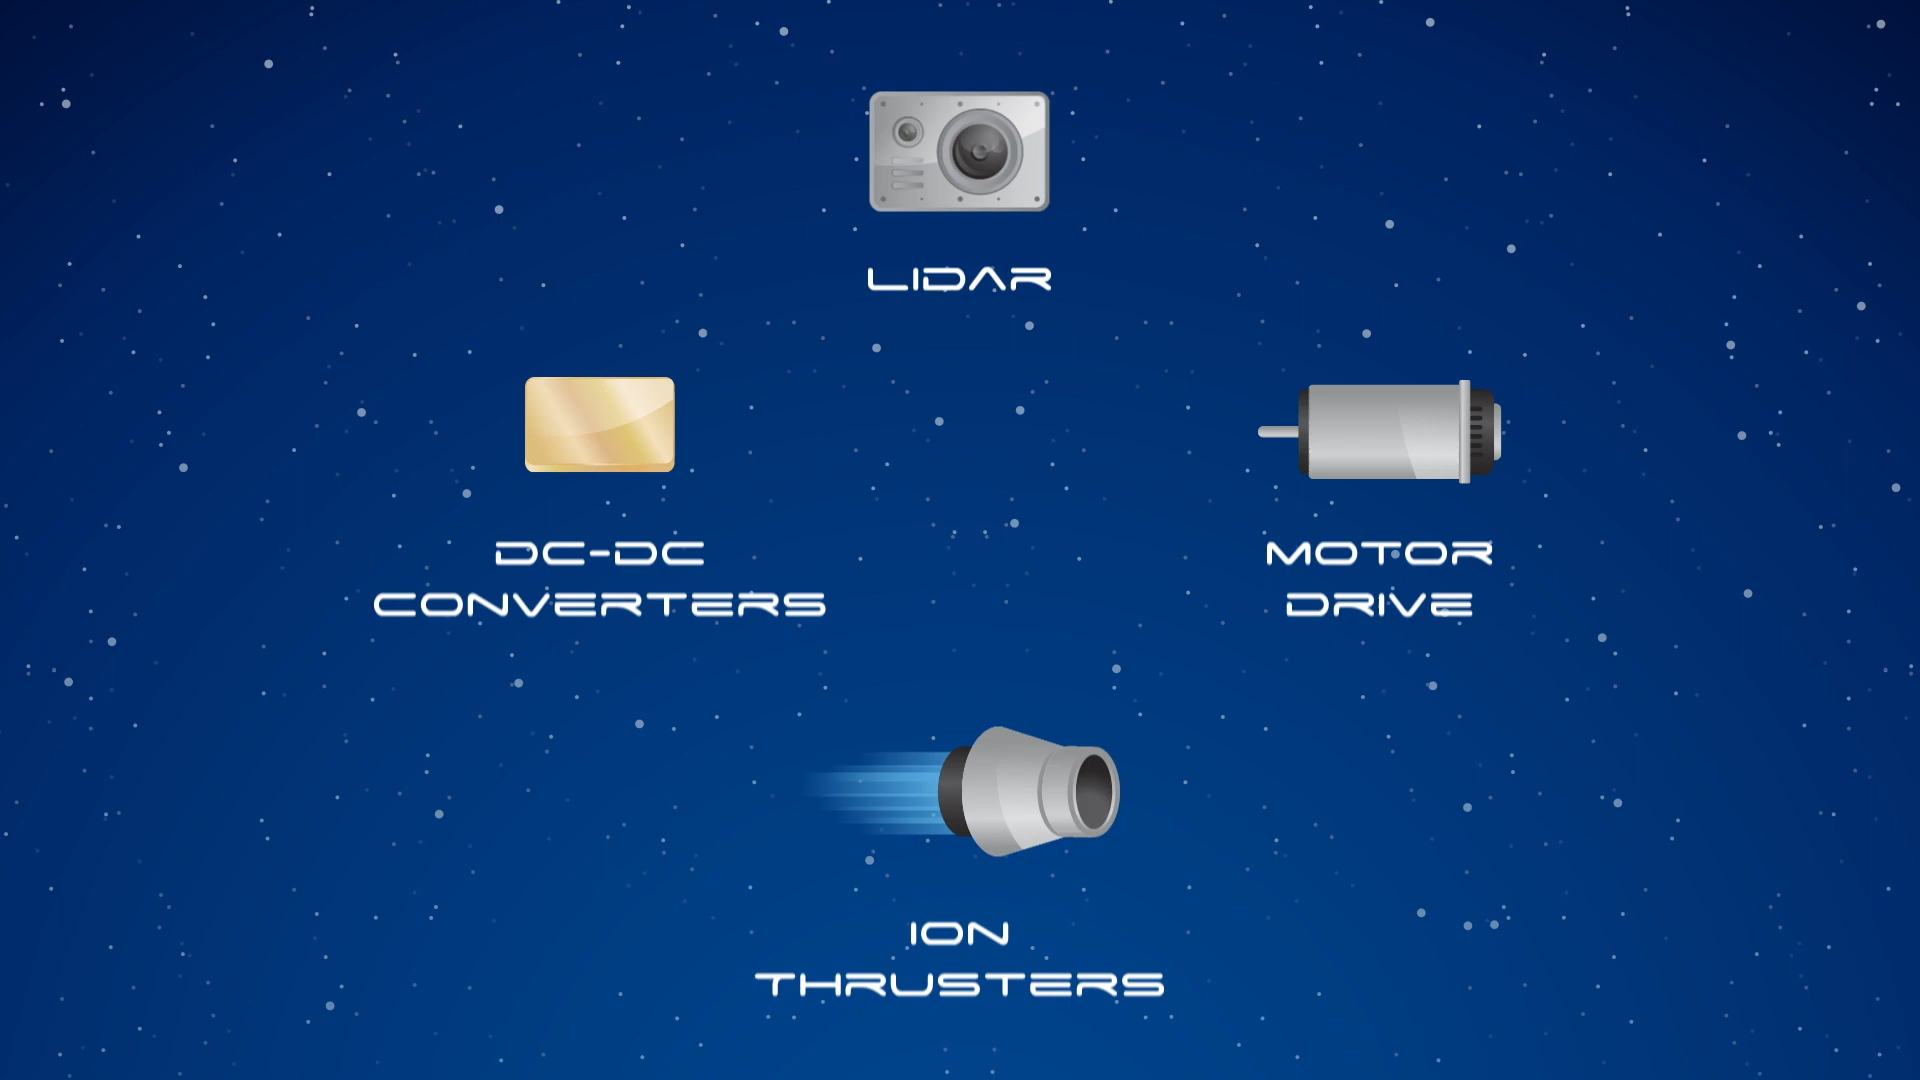 LIDAR
DC-DC
CONVERTERS
MOTOR
DRIVE
ION
THRUSTERS